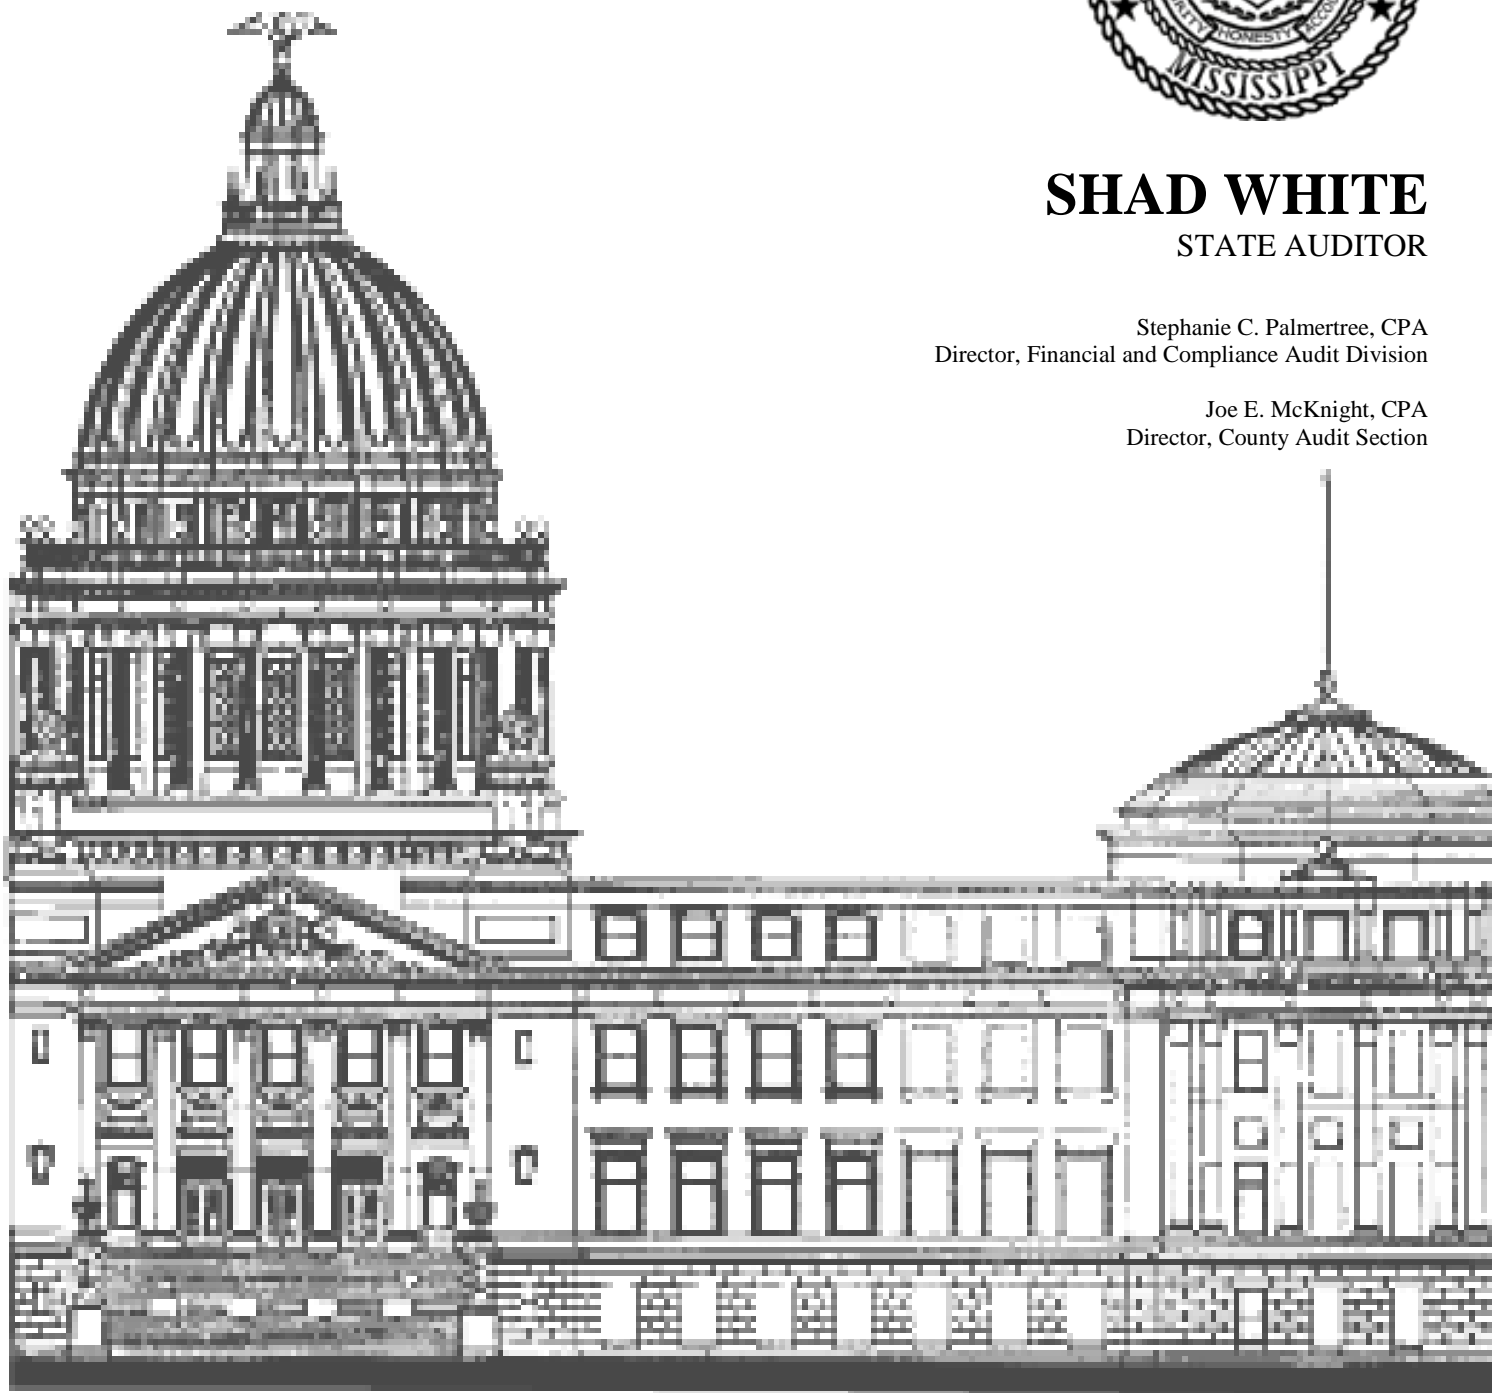 HONESTY
MISSISSIPPI
SHAD WHITE
STATE AUDITOR
Stephanie C. Palmertree, CPA
Director, Financial and Compliance Audit Division
Joe E. McKnight, CPA
Director, County Audit Section